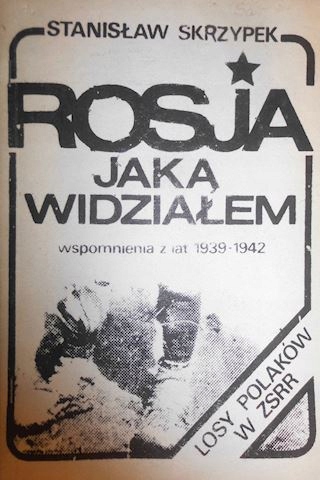 STANISŁAW SKRZYPEK
ROSJA
JAKĄ
WIDZIAŁEM
wspomnienia z lat 1939-1942
LOSY POLAKÓW
W ZSRR